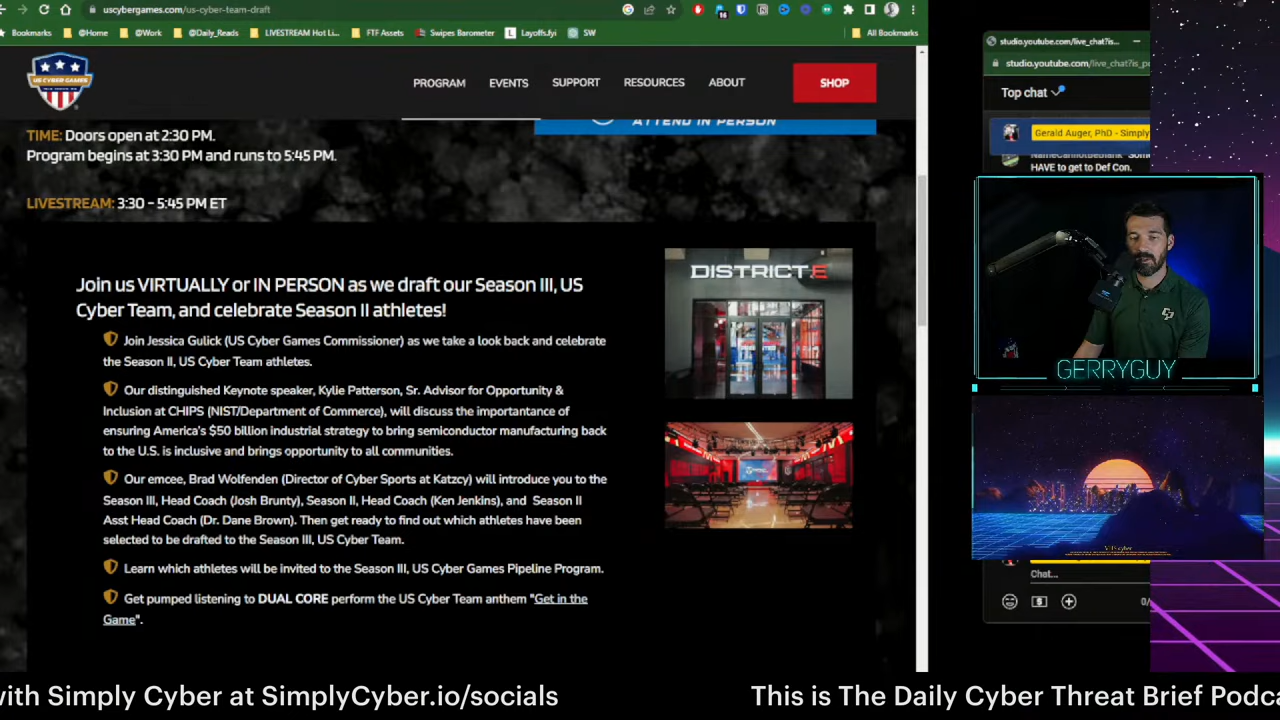 uscybergames.com/us-cyber-team-draft
Bookmarks @Home @Work @Daily_Reads LIVESTREAM Hot Li... FTF Assets Swipes Barometer Layoffs.fyi SW All Bookmarks
US CYBER GAMES
PROGRAM EVENTS SUPPORT RESOURCES ABOUT SHOP
ATTEND IN PERSON
TIME: Doors open at 2:30 PM.
Program begins at 3:30 PM and runs to 5:45 PM.
LIVESTREAM: 3:30 - 5:45 PM ET
Join us VIRTUALLY or IN PERSON as we draft our Season III, US
Cyber Team, and celebrate Season II athletes!
Join Jessica Gulick (US Cyber Games Commissioner) as we take a look back and celebrate
the Season II, US Cyber Team athletes.
Our distinguished Keynote speaker, Kylie Patterson, Sr. Advisor for Opportunity &
Inclusion at CHIPS (NIST/Department of Commerce), will discuss the importantance of
ensuring America's $50 billion industrial strategy to bring semiconductor manufacturing back
to the U.S. is inclusive and brings opportunity to all communities.
Our emcee, Brad Wolfenden (Director of Cyber Sports at Katzcy) will introduce you to the
Season III, Head Coach (Josh Brunty), Season II, Head Coach (Ken Jenkins), and Season II
Asst Head Coach (Dr. Dane Brown). Then get ready to find out which athletes have been
selected to be drafted to the Season III, US Cyber Team.
Learn which athletes will be invited to the Season III, US Cyber Games Pipeline Program.
Get pumped listening to DUAL CORE perform the US Cyber Team anthem "Get in the
Game".
DISTRICT E
studio.youtube.com/live_chat?is...
studio.youtube.com/live_chat?is_p
Top chat
Gerald Auger, PhD - Simply
HAVE to get to Def Con.
GERRYGUY
Chat...
0/
with Simply Cyber at SimplyCyber.io/socials
This is The Daily Cyber Threat Brief Podca